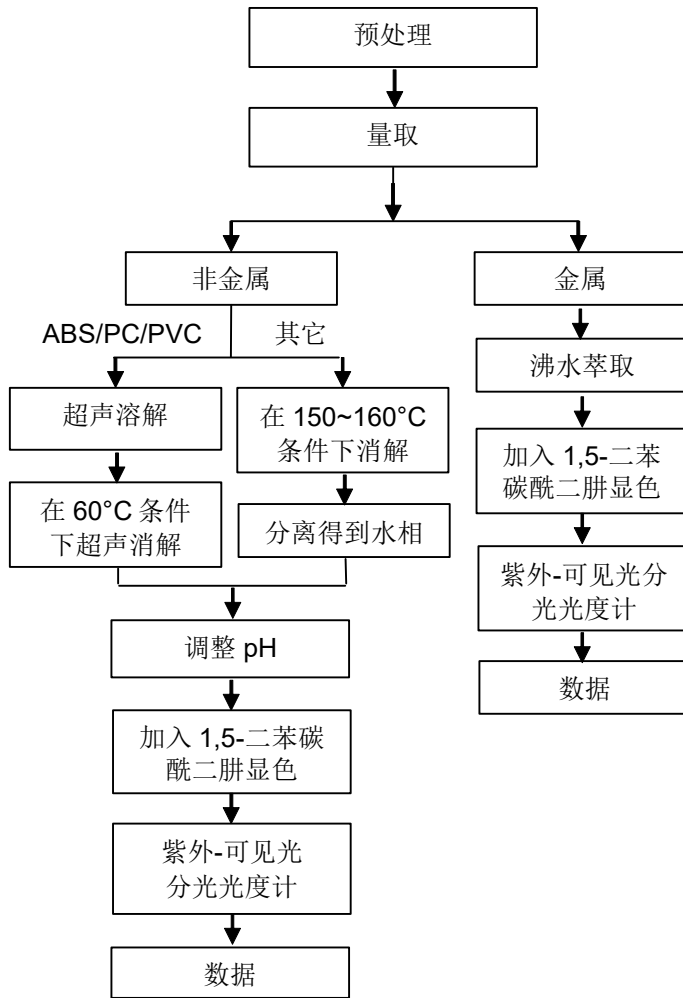 预处理
量取
非金属
金属
ABS/PC/PVC
其它
沸水萃取
超声溶解
在 150~160°C
条件下消解
加入 1,5-二苯
碳酰二肼显色
在 60°C 条件
下超声消解
分离得到水相
紫外-可见光分
光光度计
调整 pH
数据
加入 1,5-二苯碳
酰二肼显色
紫外-可见光
分光光度计
数据